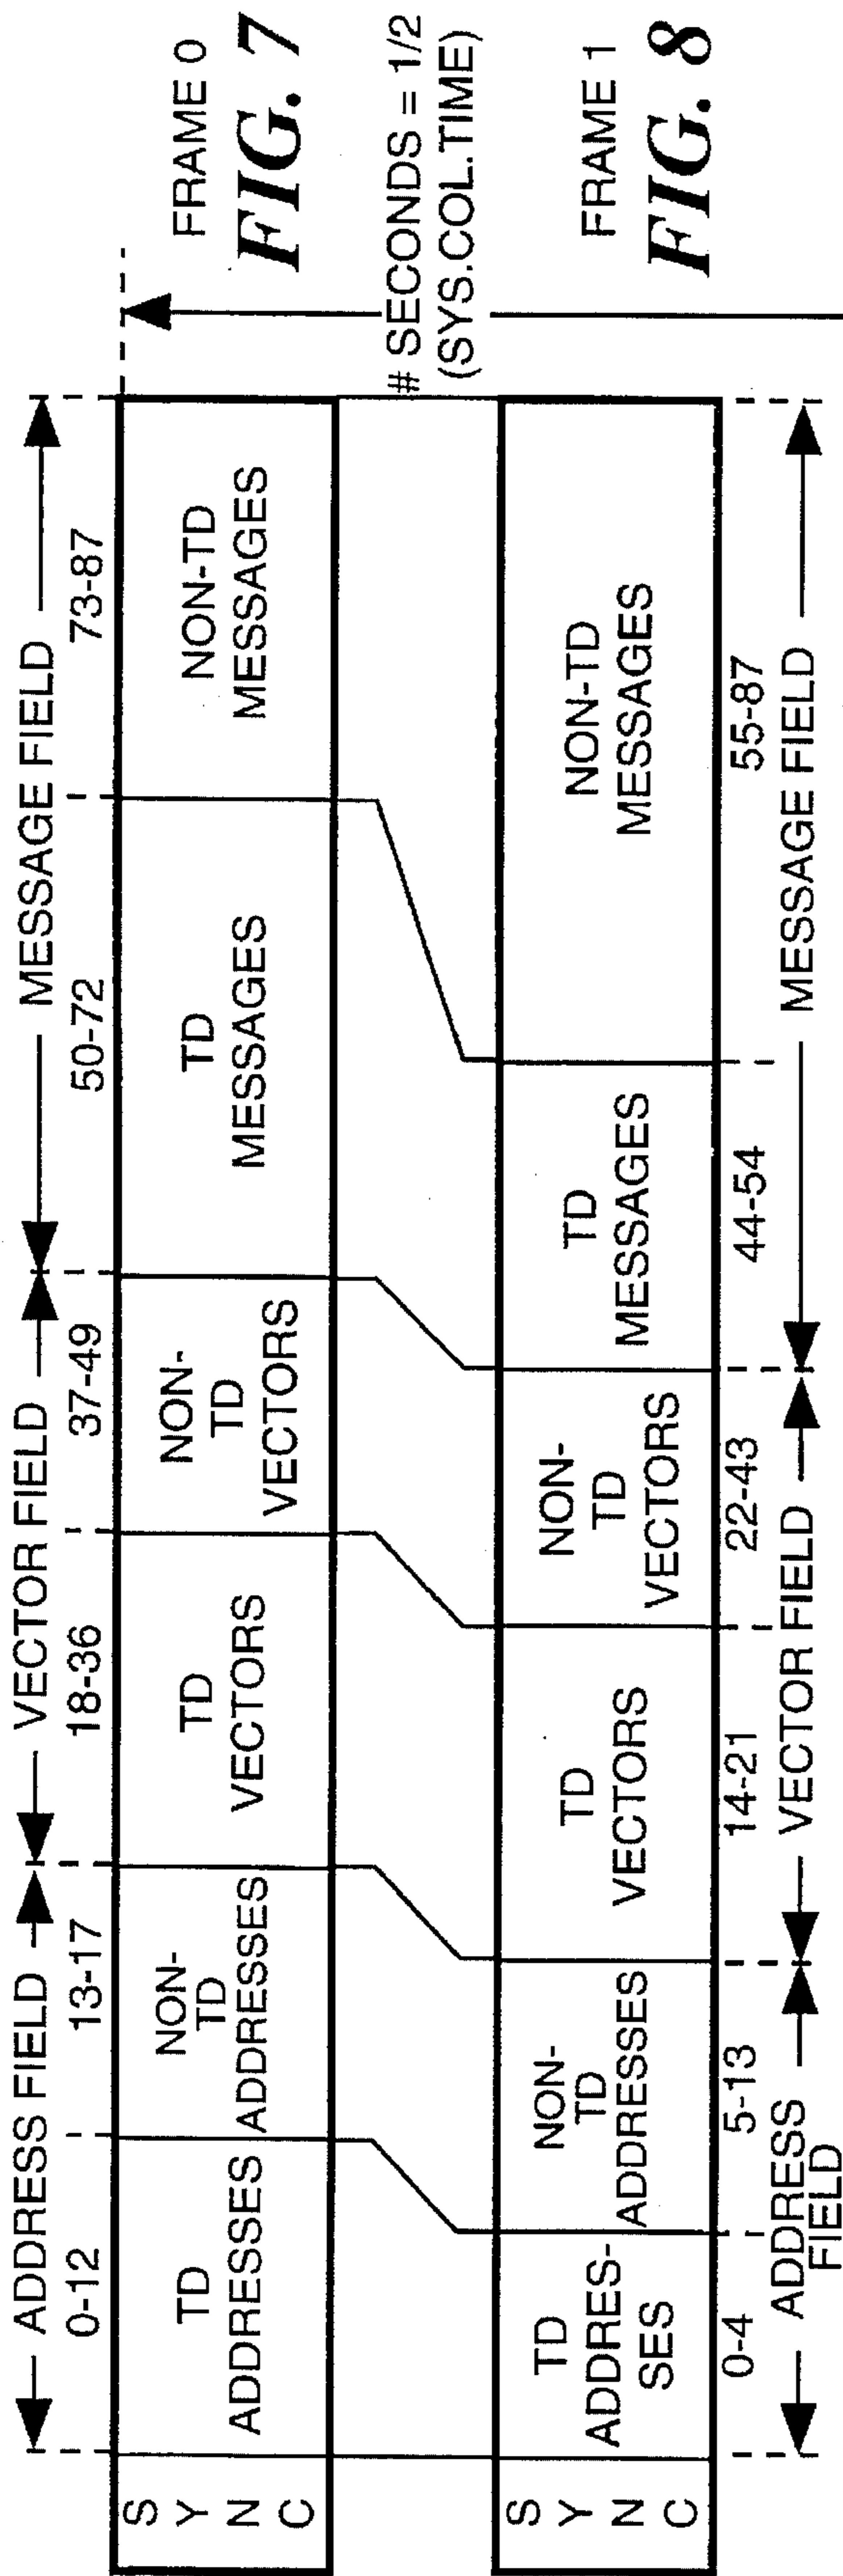 ADDRESS FIELD
VECTOR FIELD
MESSAGE FIELD
0-12
13-17
18-36
37-49
50-72
73-87
S
Y
N
C
TD
ADDRESSES
NON-
TD
ADDRESSES
TD
VECTORS
NON-
TD
VECTORS
TD
MESSAGES
NON-TD
MESSAGES
FRAME 0
FIG. 7
# SECONDS = 1/2
(SYS.COL.TIME)
S
Y
N
C
TD
ADDRES-
SES
NON-
TD
ADDRESSES
TD
VECTORS
NON-
TD
VECTORS
TD
MESSAGES
NON-TD
MESSAGES
FRAME 1
FIG. 8
0-4
5-13
14-21
22-43
44-54
55-87
ADDRESS
FIELD
VECTOR FIELD
MESSAGE FIELD